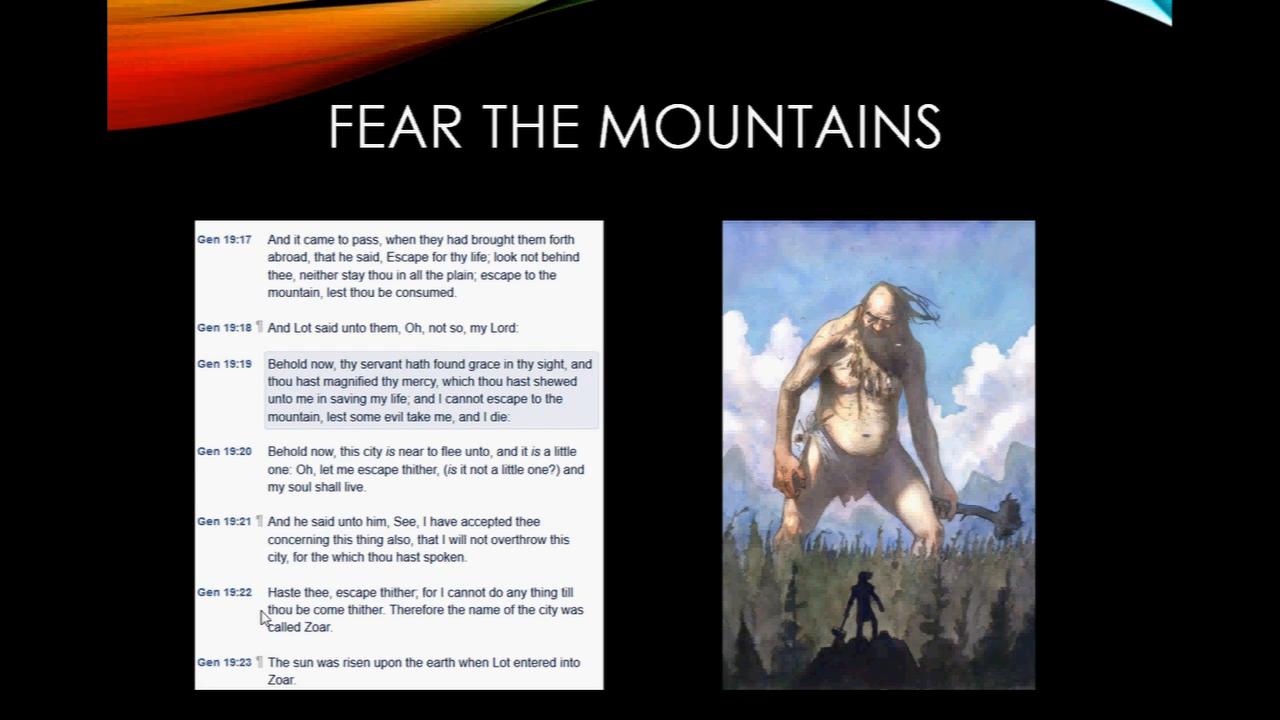 FEAR THE MOUNTAINS
Gen 19:17 And it came to pass, when they had brought them forth
abroad, that he said, Escape for thy life; look not behind
thee, neither stay thou in all the plain; escape to the
mountain, lest thou be consumed.
Gen 19:18 ¶ And Lot said unto them, Oh, not so, my Lord:
Gen 19:19 Behold now, thy servant hath found grace in thy sight, and
thou hast magnified thy mercy, which thou hast shewed
unto me in saving my life; and I cannot escape to the
mountain, lest some evil take me, and I die:
Gen 19:20 Behold now, this city is near to flee unto, and it is a little
one: Oh, let me escape thither, (is it not a little one?) and
my soul shall live.
Gen 19:21 ¶ And he said unto him, See, I have accepted thee
concerning this thing also, that I will not overthrow this
city, for the which thou hast spoken.
Gen 19:22 Haste thee, escape thither; for I cannot do any thing till
thou be come thither. Therefore the name of the city was
called Zoar.
Gen 19:23 ¶ The sun was risen upon the earth when Lot entered into
Zoar.